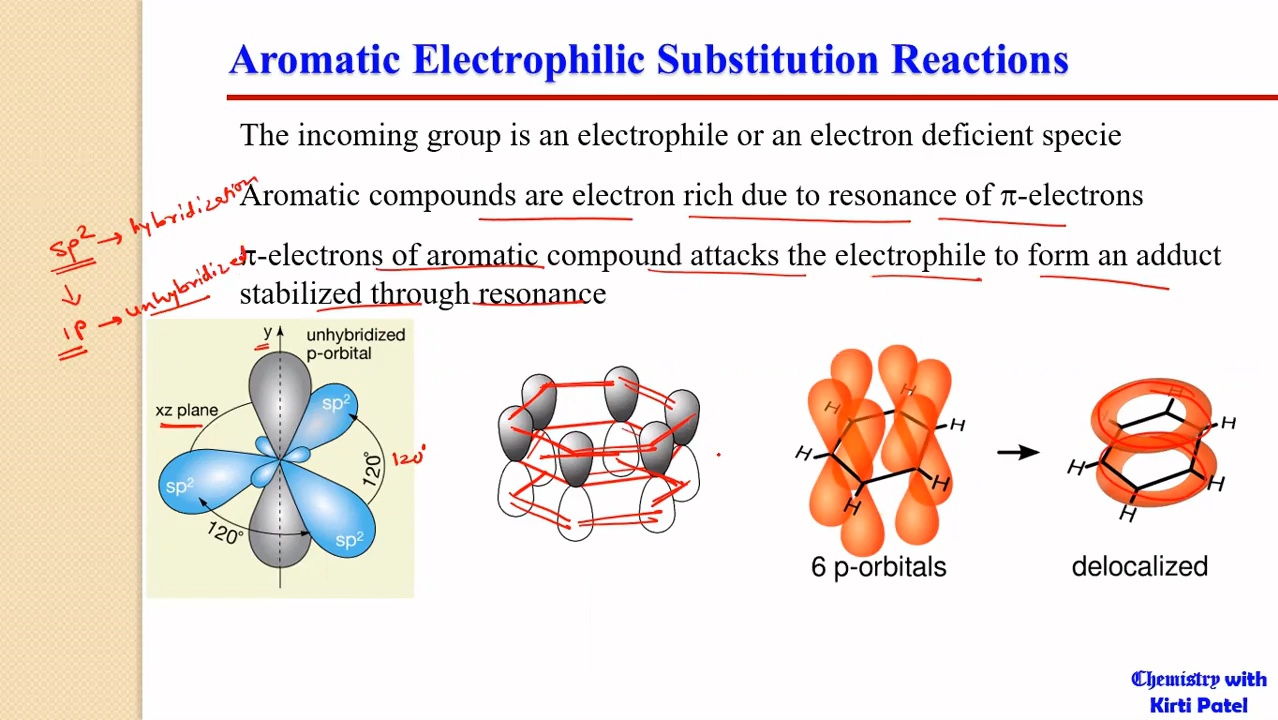 Aromatic Electrophilic Substitution Reactions
The incoming group is an electrophile or an electron deficient specie
Aromatic compounds are electron rich due to resonance of π-electrons
π-electrons of aromatic compound attacks the electrophile to form an adduct
stabilized through resonance
sp² → hybridization
↓
1p → unhybridized
y
unhybridized
p-orbital
xz plane
sp²
120°
120°
sp²
120°
sp²
H
H
H
H
H
H
6 p-orbitals
H
H
H
H
H
delocalized
Chemistry with
Kirti Patel